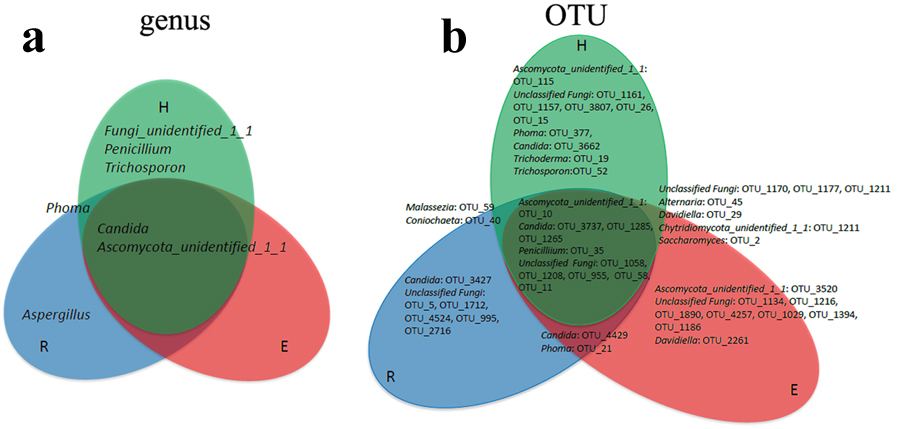 a
genus
H
Fungi_unidentified_1_1
Penicillium
Trichosporon
Phoma
Candida
Ascomycota_unidentified_1_1
Aspergillus
R
E
b
OTU
H
Ascomycota_unidentified_1_1:
OTU_115
Unclassified Fungi: OTU_1161,
OTU_1157, OTU_3807, OTU_26,
OTU_15
Phoma: OTU_377,
Candida: OTU_3662
Trichoderma: OTU_19
Trichosporon:OTU_52
Malassezia: OTU_59
Coniochaeta: OTU_40
Ascomycota_unidentified_1_1:
OTU_10
Candida: OTU_3737, OTU_1285,
OTU_1265
Penicilliium: OTU_35
Unclassified Fungi: OTU_1058,
OTU_1208, OTU_955, OTU_58,
OTU_11
Unclassified Fungi: OTU_1170, OTU_1177, OTU_1211
Alternaria: OTU_45
Davidiella: OTU_29
Chytridiomycota_unidentified_1_1: OTU_1211
Saccharomyces: OTU_2
Candida: OTU_3427
Unclassified Fungi:
OTU_5, OTU_1712,
OTU_4524, OTU_995,
OTU_2716
Ascomycota_unidentified_1_1: OTU_3520
Unclassified Fungi: OTU_1134, OTU_1216,
OTU_1890, OTU_4257, OTU_1029, OTU_1394,
OTU_1186
Davidiella: OTU_2261
Candida: OTU_4429
Phoma: OTU_21
R
E